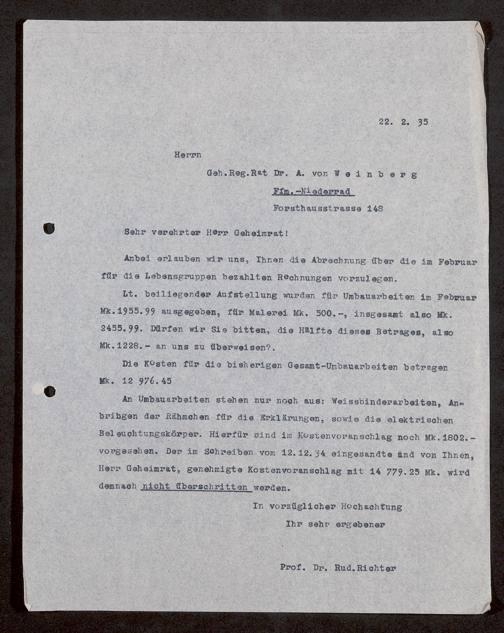 22. 2. 35
Herrn
Geh.Reg.Rat Dr. A. von W e i n b e r g
Ffm.-Niederrad
Forsthausstrasse 148
Sehr verehrter Herr Geheimrat!
Anbei erlauben wir uns, Ihnen die Abrechnung über die im Februar
für die Lebensgruppen bezahlten Rechnungen vorzulegen.
Lt. beiliegender Aufstellung wurden für Umbauarbeiten im Februar
Mk.1955.99 ausgegeben, für Malerei Mk. 500.-, insgesamt also Mk.
2455.99. Dürfen wir Sie bitten, die Hälfte dieses Betrages, also
Mk.1228.- an uns zu überweisen?.
Die Kosten für die bisherigen Gesamt-Umbauarbeiten betragen
Mk. 12 976.45
An Umbauarbeiten stehen nur noch aus: Weissbinderarbeiten, An-
bribgen der Rähmchen für die Erklärungen, sowie die elektrischen
Beleuchtungskörper. Hierfür sind im Kostenvoranschlag noch Mk.1802.-
vorgesehen. Der im Schreiben vom 12.12.34 eingesandte und von Ihnen,
Herr Geheimrat, genehmigte Kostenvoranschlag mit 14 779.25 Mk. wird
demnach nicht überschritten werden.
In vorzüglicher Hochachtung
Ihr sehr ergebener
Prof. Dr. Rud.Richter